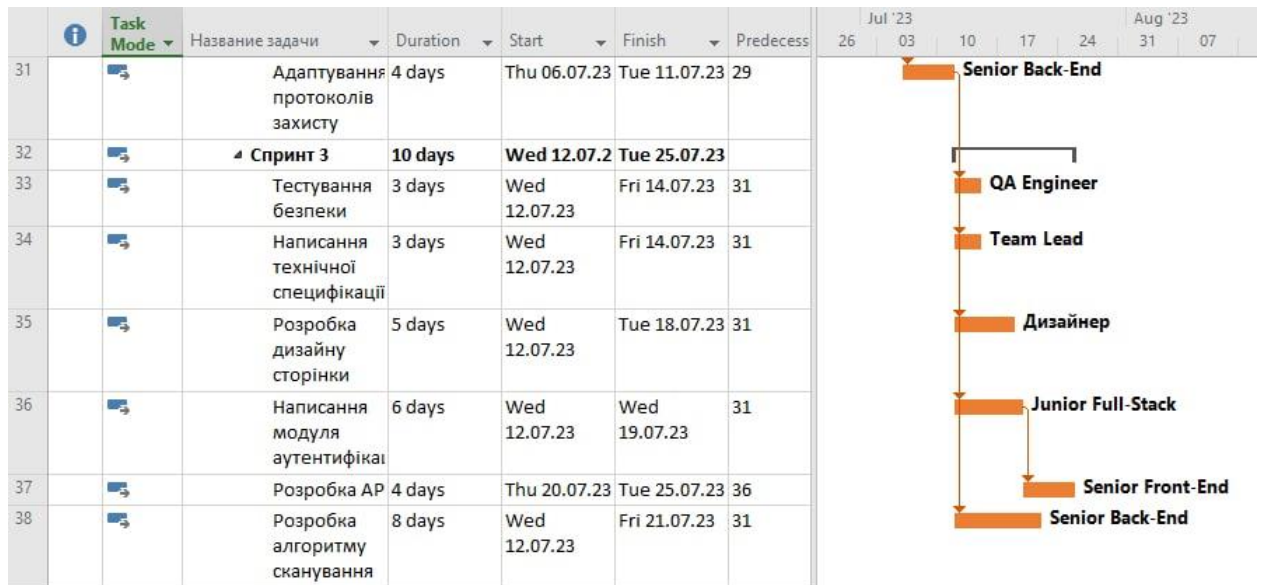 Task
Mode
Название задачи
Duration
Start
Finish
Predecess
Jul '23
Aug '23
26 03 10 17 24 31 07
31 Адаптування 4 days Thu 06.07.23 Tue 11.07.23 29 Senior Back-End
протоколів
захисту
32 Спринт 3 10 days Wed 12.07.2 Tue 25.07.23
33 Тестування 3 days Wed Fri 14.07.23 31 QA Engineer
безпеки 12.07.23
34 Написання 3 days Wed Fri 14.07.23 31 Team Lead
технічної 12.07.23
специфікації
35 Розробка 5 days Wed Tue 18.07.23 31 Дизайнер
дизайну 12.07.23
сторінки
36 Написання 6 days Wed Wed 31 Junior Full-Stack
модуля 12.07.23 19.07.23
аутентифікац
37 Розробка AP 4 days Thu 20.07.23 Tue 25.07.23 36 Senior Front-End
38 Розробка 8 days Wed Fri 21.07.23 31 Senior Back-End
алгоритму 12.07.23
сканування